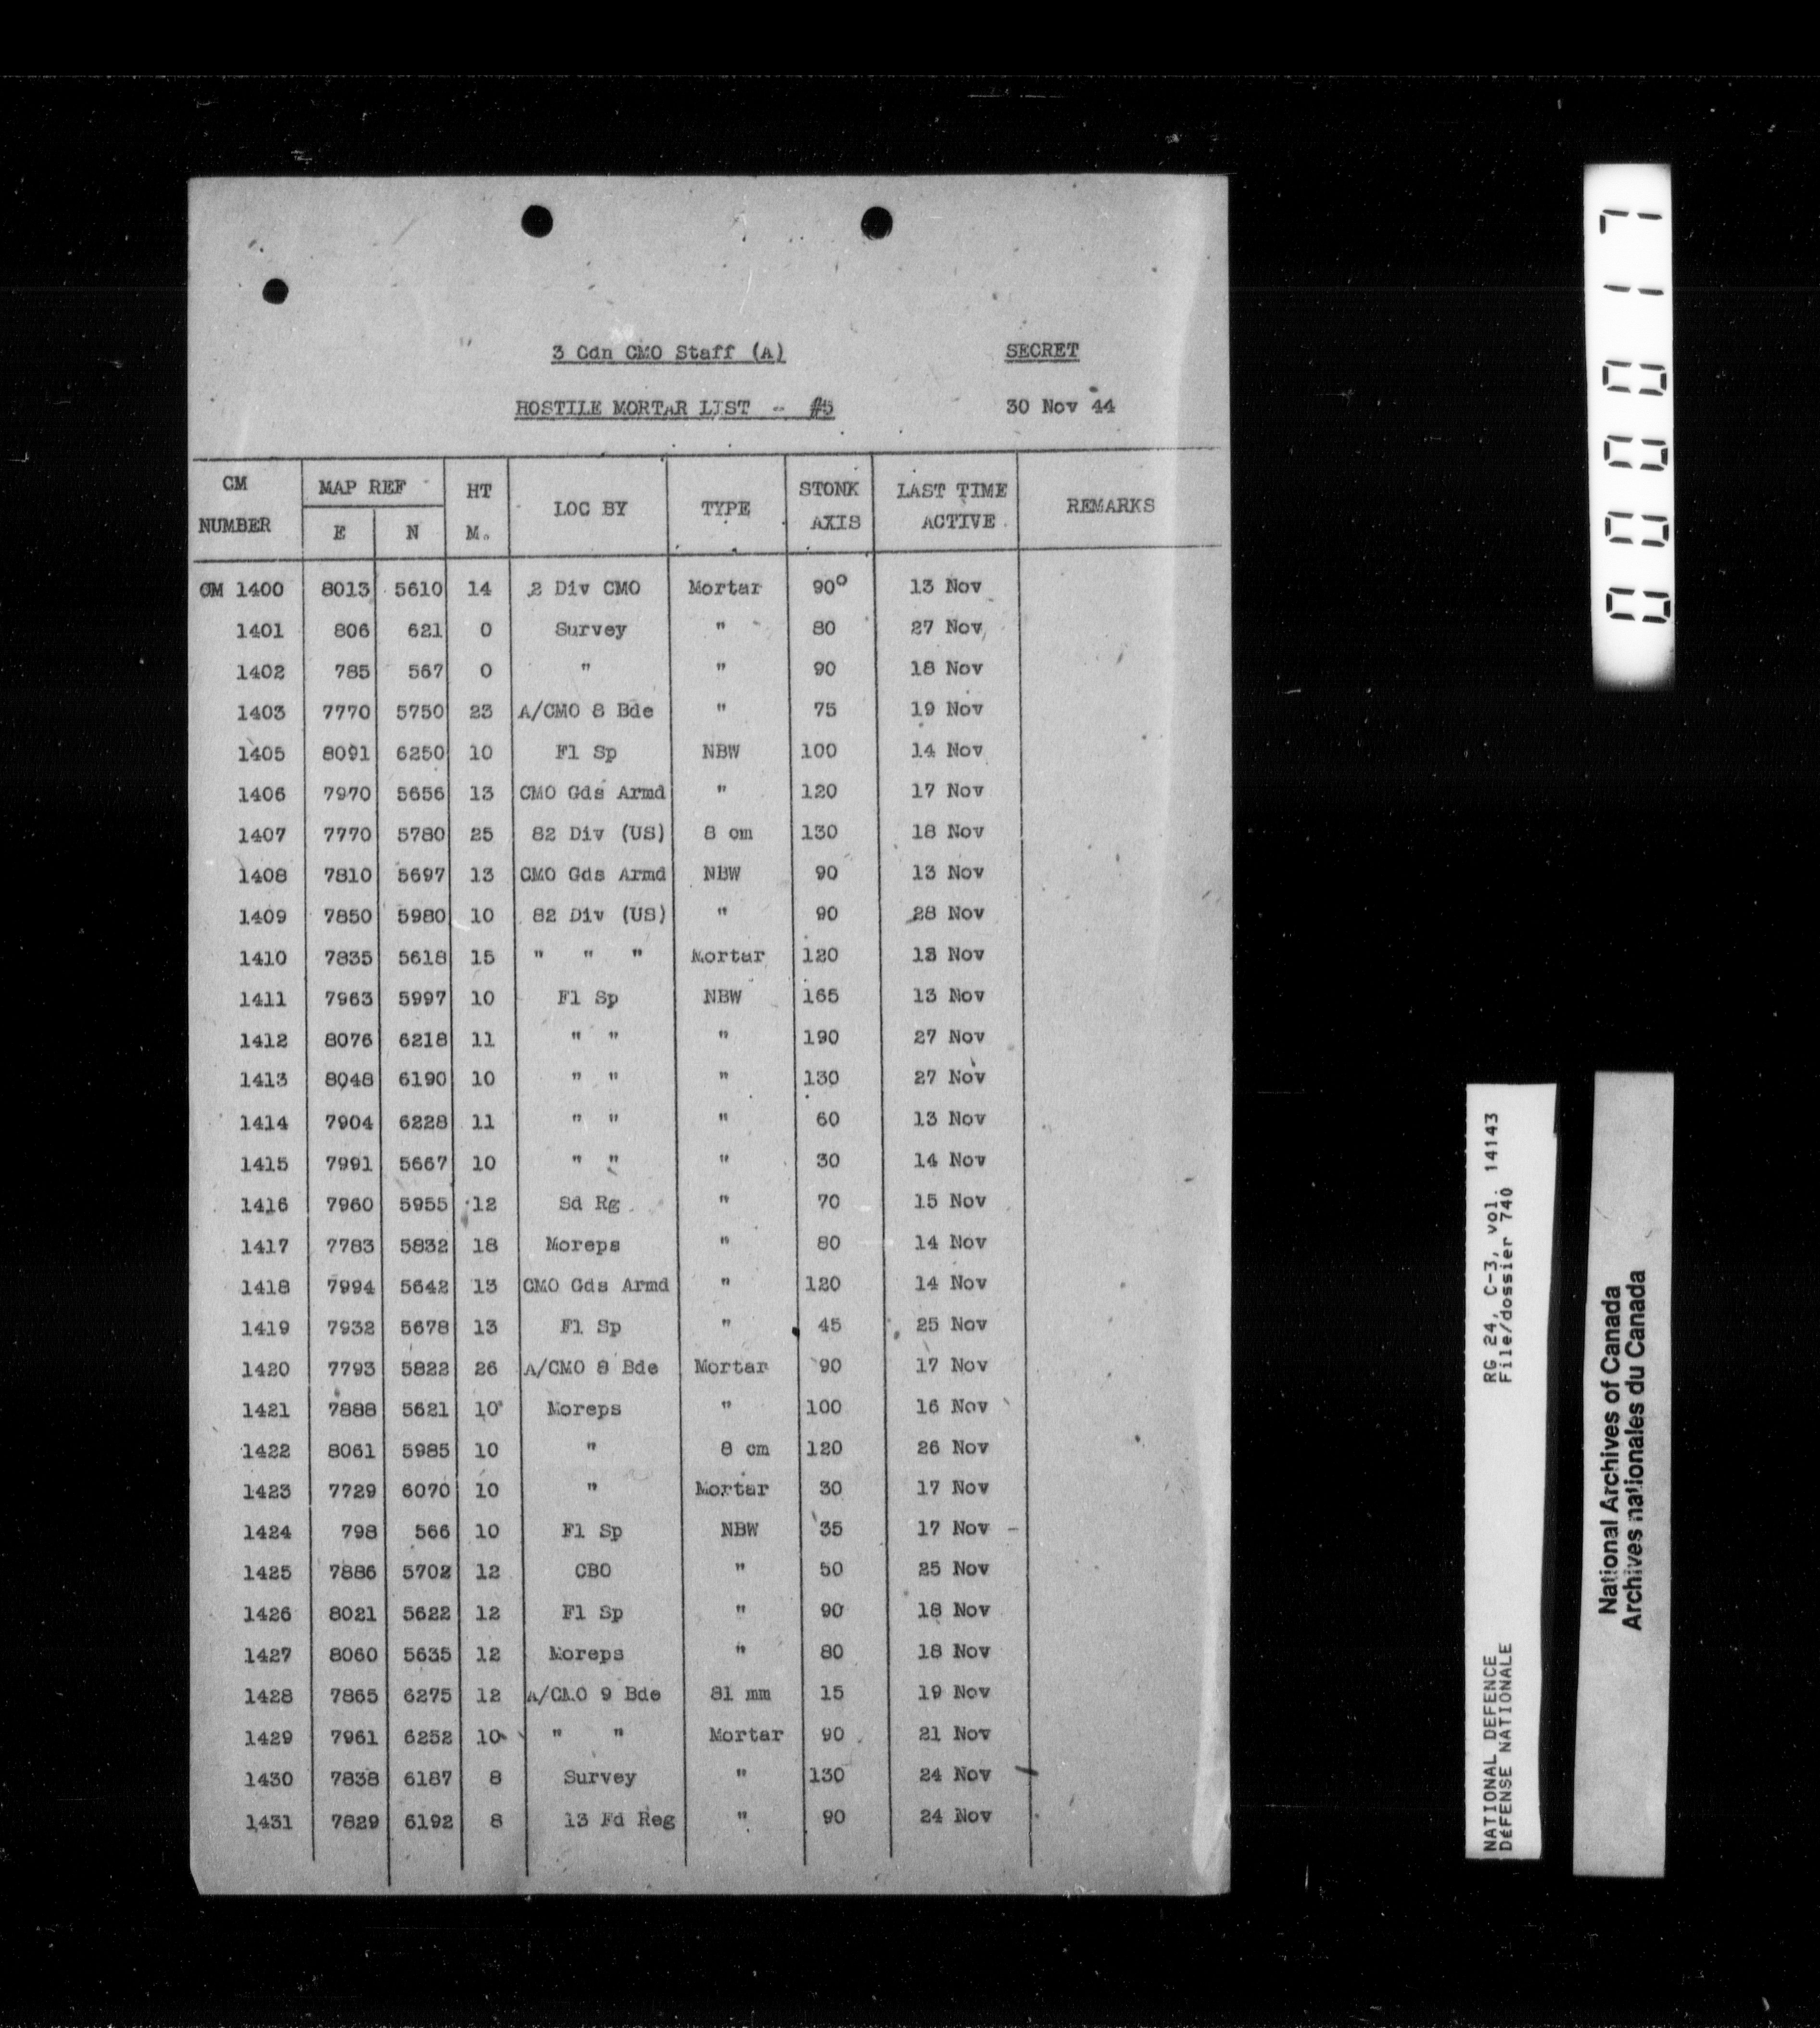 3 Cdn CMO Staff (A) SECRET
HOSTILE MORTAR LIST - #5 30 Nov 44
CM NUMBER MAP REF E N HT M. LOC BY TYPE STONK AXIS LAST TIME ACTIVE REMARKS
CM 1400 8013 5610 14 2 Div CMO Mortar 90° 13 Nov
1401 806 621 0 Survey " 80 27 Nov
1402 785 567 0 " " 90 18 Nov
1403 7770 5750 23 A/CMO 8 Bde " 75 19 Nov
1405 8091 6250 10 Fl Sp NBW 100 14 Nov
1406 7970 5656 13 CMO Gds Armd " 120 17 Nov
1407 7770 5780 25 82 Div (US) 8 cm 130 18 Nov
1408 7810 5697 13 CMO Gds Armd NBW 90 13 Nov
1409 7850 5980 10 82 Div (US) " 90 28 Nov
1410 7835 5618 15 " " " Mortar 120 Nov
1411 7963 5997 10 Fl Sp NBW 165 13 Nov
1412 8076 6218 11 " " " 190 27 Nov
1413 8048 6190 10 " " " 130 27 Nov
1414 7904 6228 11 " " " 60 13 Nov
1415 7991 5667 10 " " " 30 14 Nov
1416 7960 5955 12 Sd Rg " 70 15 Nov
1417 7783 5832 18 Moreps " 80 14 Nov
1418 7994 5642 13 CMO Gds Armd " 120 14 Nov
1419 7932 5678 13 Fl Sp " 45 25 Nov
1420 7793 5822 26 A/CMO 8 Bde Mortar 90 17 Nov
1421 7888 5621 10 Moreps " 100 16 Nov
1422 8061 5985 10 " 8 cm 120 26 Nov
1423 7729 6070 10 " Mortar 30 17 Nov
1424 798 566 10 Fl Sp NBW 35 17 Nov
1425 7886 5702 12 CBO " 50 25 Nov
1426 8021 5622 12 Fl Sp " 90 18 Nov
1427 8060 5635 12 Moreps " 80 18 Nov
1428 7865 6275 12 A/CMO 9 Bde 81 mm 15 19 Nov
1429 7961 6252 10 " " Mortar 90 21 Nov
1430 7838 6187 8 Survey " 130 24 Nov
1431 7829 6192 8 13 Fd Reg " 90 24 Nov
000017
NATIONAL DEFENCE RG 24, C-3, vol. 14143
DÉFENSE NATIONALE File/dossier 740
National Archives of Canada
Archives nationales du Canada